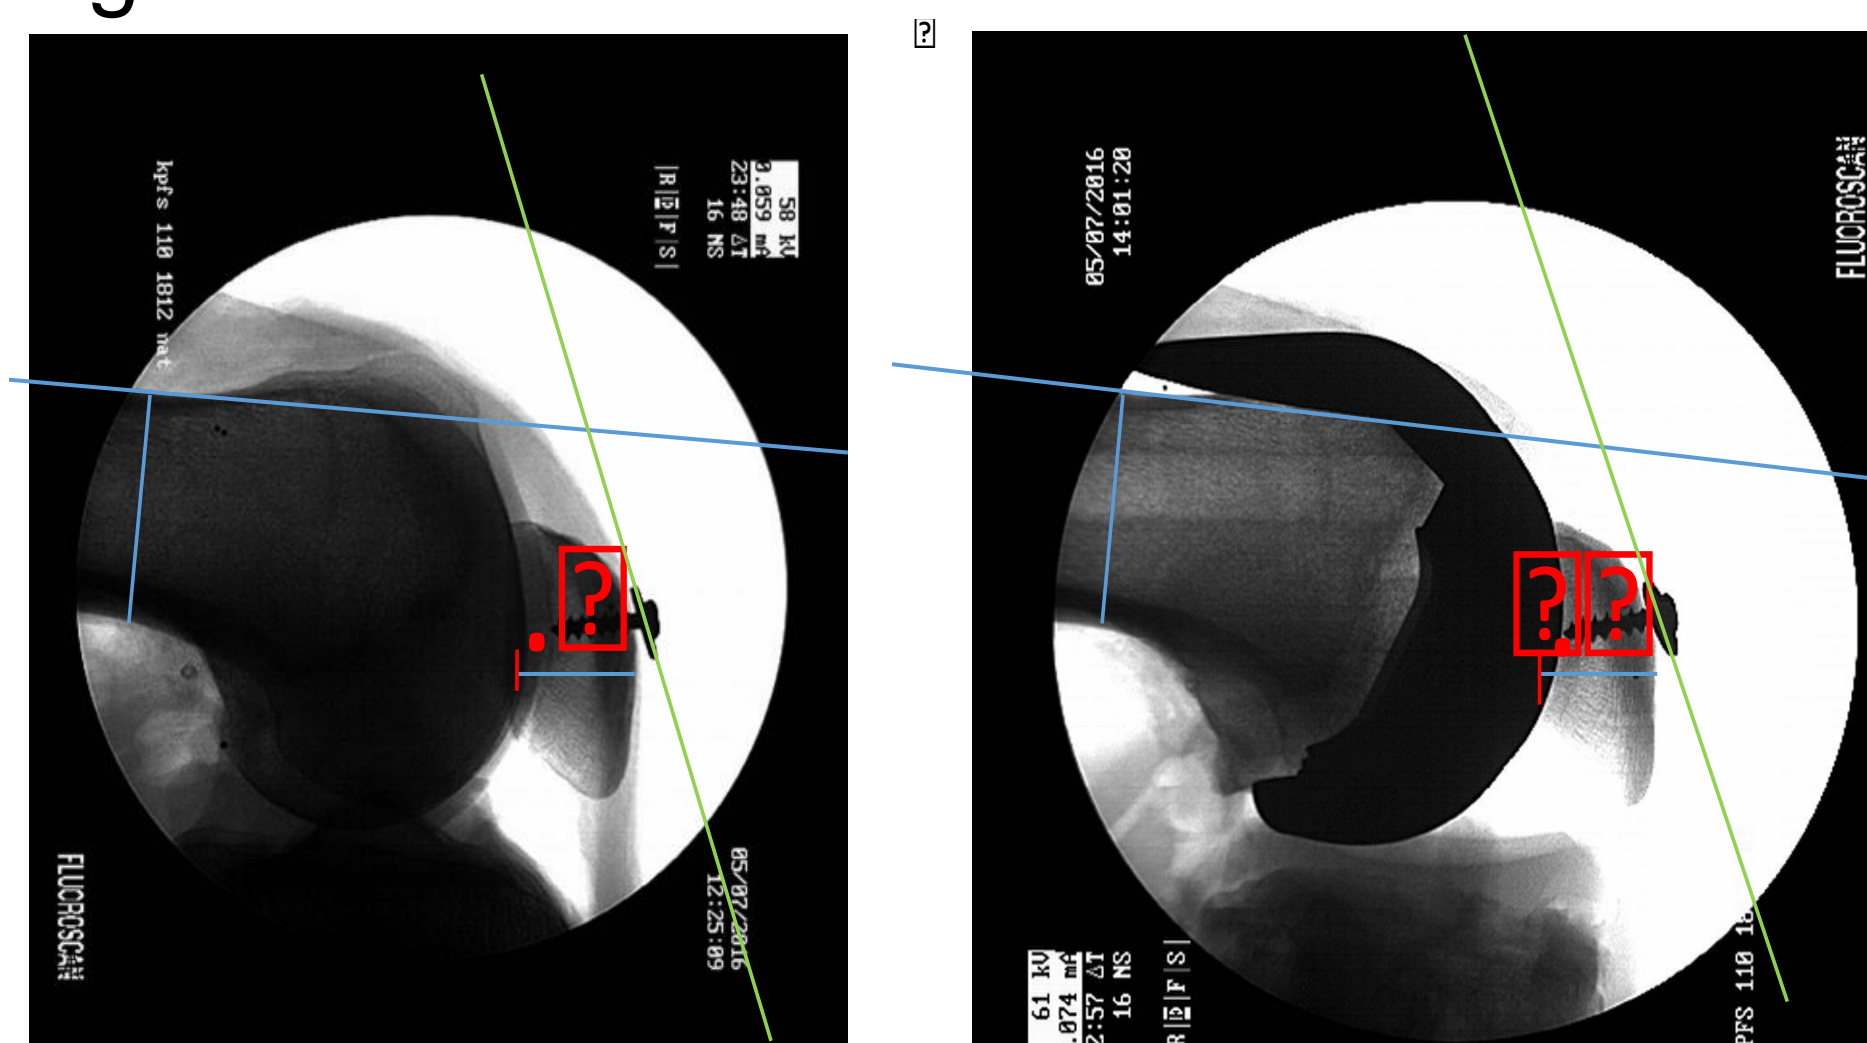 kpfs 110 1812 nat
|R|D|F|S|
58 kV
0.059 mA
23:48 ΔT
16 NS
FLUOROSCAN
05/07/2016
12:25:09
?
.
?
05/07/2016
14:01:20
FLUOROSCAN
?
?
.
61 kV
.074 mA
2:57 ΔT
16 NS
R|D|F|S|
PFS 110 18